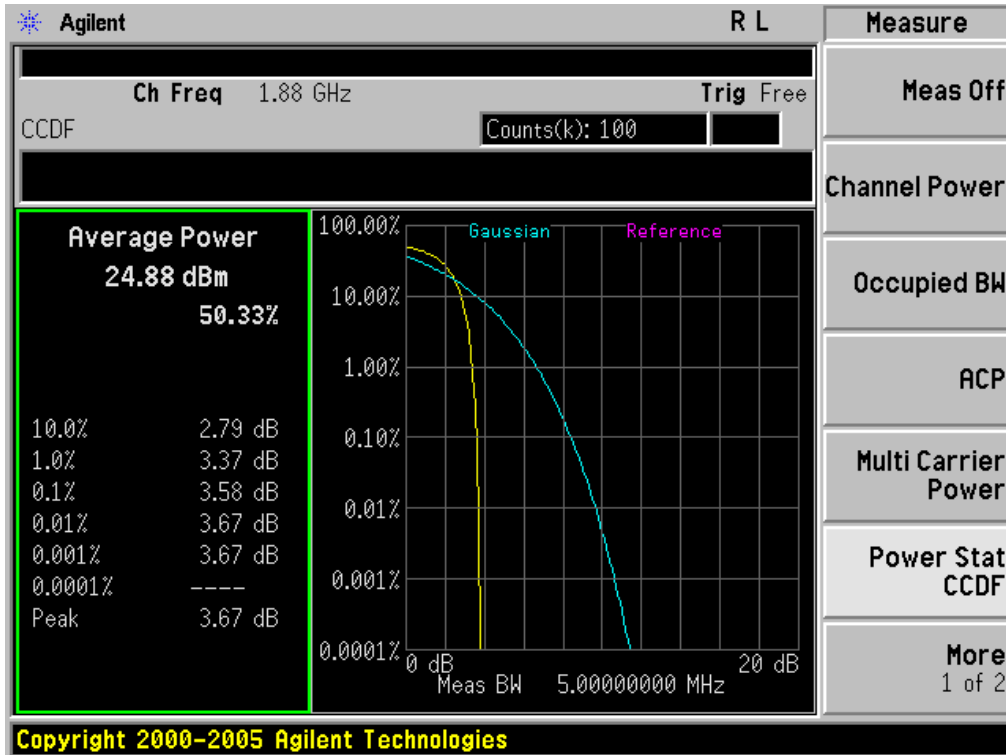 Agilent R L Measure
Ch Freq 1.88 GHz Trig Free
CCDF Counts(k): 100
Meas Off
Channel Power
Occupied BW
ACP
Multi Carrier
Power
Power Stat
CCDF
More
1 of 2
Average Power
24.88 dBm
50.33%
10.0% 2.79 dB
1.0% 3.37 dB
0.1% 3.58 dB
0.01% 3.67 dB
0.001% 3.67 dB
0.0001% ----
Peak 3.67 dB
Gaussian Reference
100.00%
10.00%
1.00%
0.10%
0.01%
0.001%
0.0001%
0 dB 20 dB
Meas BW 5.00000000 MHz
Copyright 2000-2005 Agilent Technologies